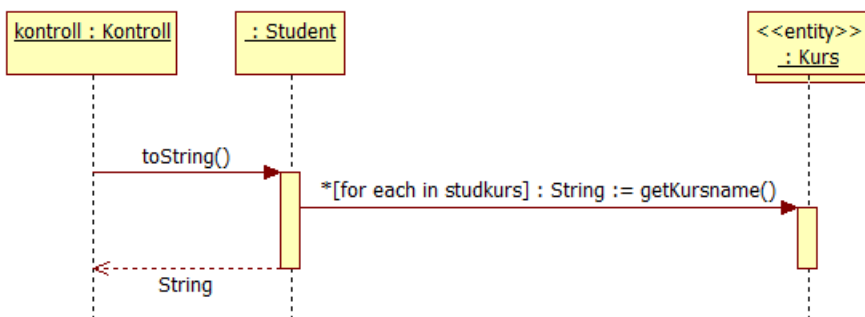 kontroll : Kontroll
: Student
<<entity>>
: Kurs
toString()
*[for each in studkurs] : String := getKursname()
String